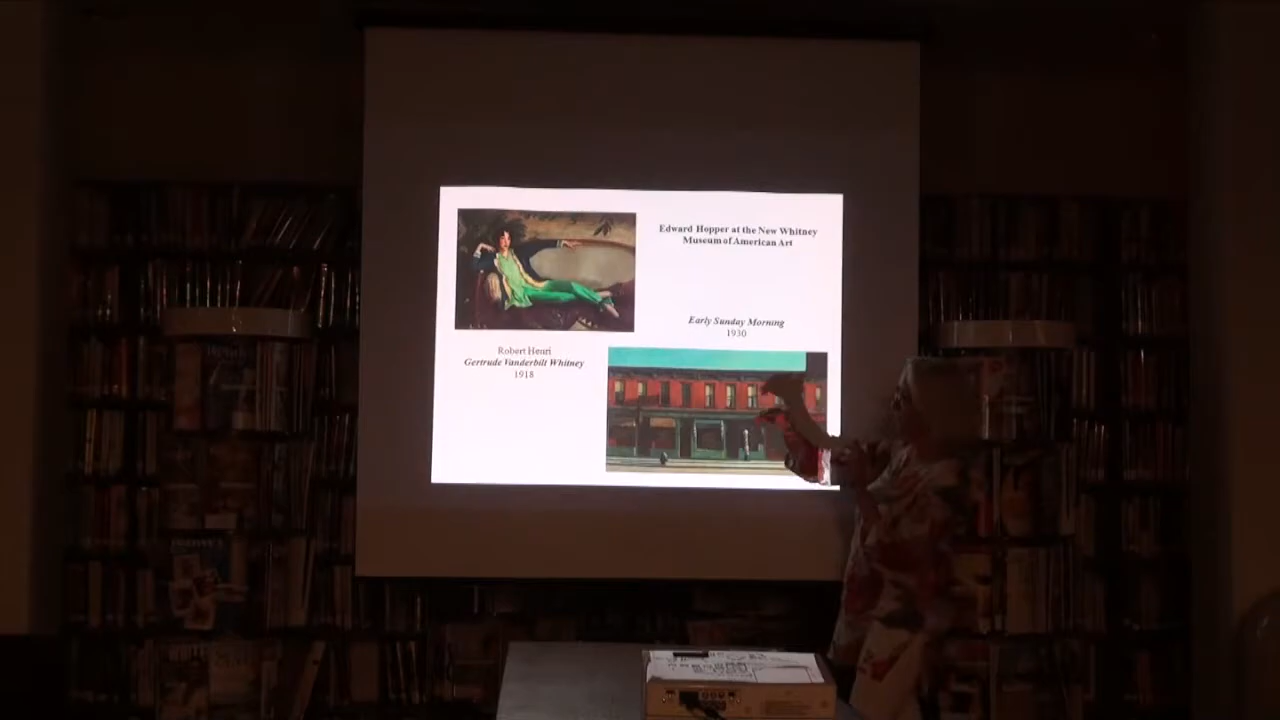 Edward Hopper at the New Whitney
Museum of American Art
Early Sunday Morning
1930
Robert Henri
Gertrude Vanderbilt Whitney
1918